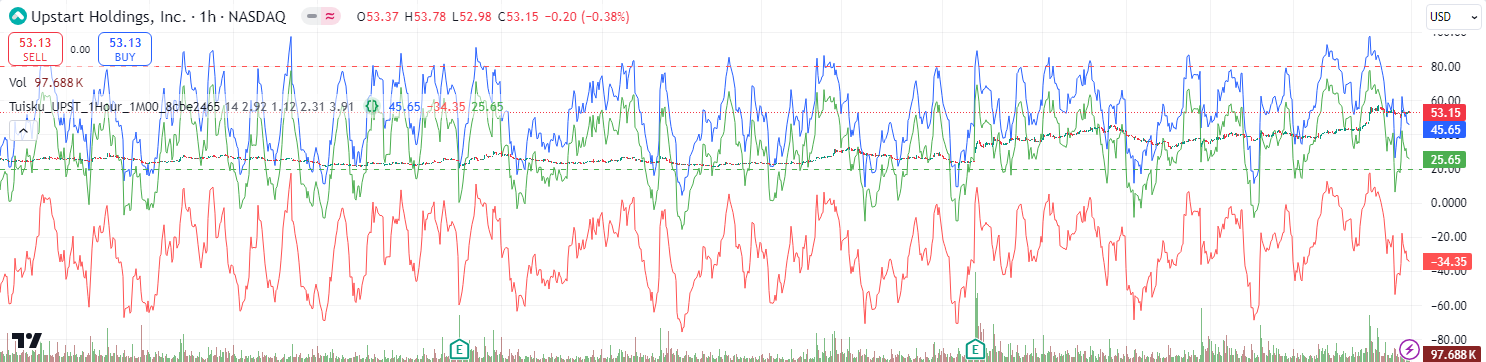 Upstart Holdings, Inc. · 1h · NASDAQ O53.37 H53.78 L52.98 C53.15 −0.20 (−0.38%)
USD
53.13 SELL
0.00
53.13 BUY
Vol 97.688 K
Tuisku_UPST_1Hour_1M00_8cbe2465 14 2.92 1.12 2.31 3.91 {} 45.65 −34.35 25.65
100.00
80.00
60.00
53.15
45.65
25.65
20.00
0.0000
−20.00
−34.35
−40.00
−60.00
−80.00
97.688 K
E
E